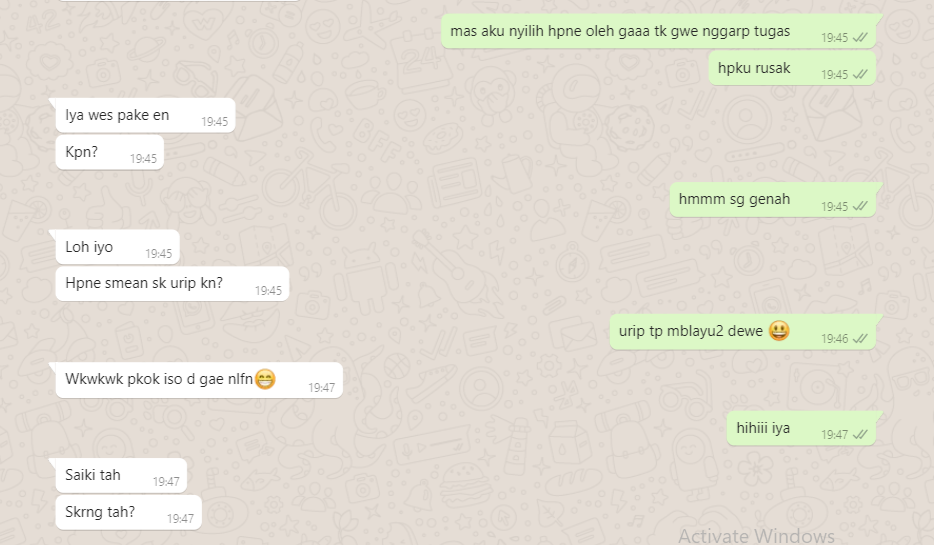 mas aku nyilih hpne oleh gaaa tk gwe nggarp tugas
19:45
hpku rusak
19:45
Iya wes pake en
19:45
Kpn?
19:45
hmmm sg genah
19:45
Loh iyo
19:45
Hpne smean sk urip kn?
19:45
urip tp mblayu2 dewe 😃
19:46
Wkwkwk pkok iso d gae nlfn😁
19:47
hihiii iya
19:47
Saiki tah
19:47
Skrng tah?
19:47
Activate Windows